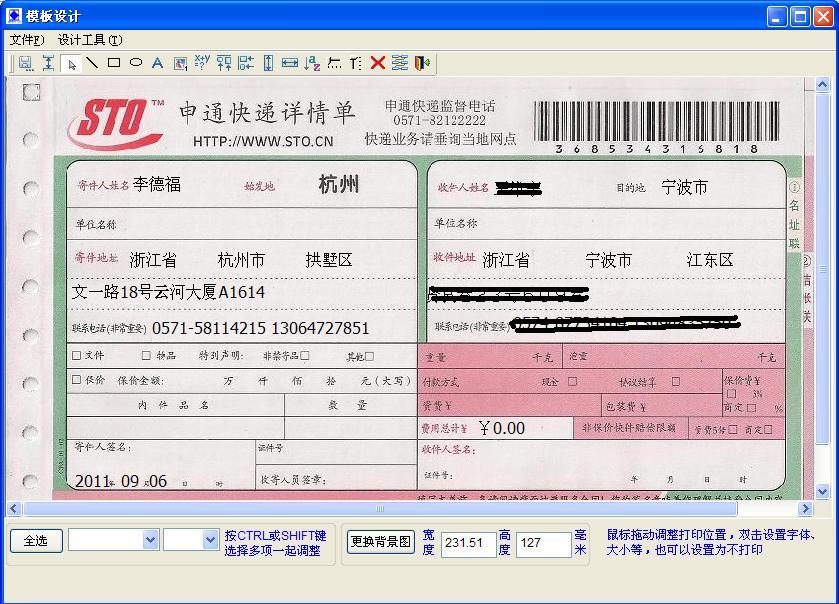 模板设计
文件(F) 设计工具(T)
STO™ 申通快递详情单
HTTP://WWW.STO.CN
申通快递监督电话
0571-82122222
快递业务请垂询当地网点
368534316818
寄件人姓名 李德福 始发地 杭州
收件人姓名 目的地 宁波市
单位名称
单位名称
寄件地址 浙江省 杭州市 拱墅区
收件地址 浙江省 宁波市 江东区
文一路18号云河大厦A1614
联系电话(非常重要) 0571-58114215 13064727851
联系电话(非常重要)
①名址联
②
文件 物品 特别声明: 非禁寄品 其他
重量 千克 千克
保价 保价金额: 万 仟 佰 拾 元(大写)
付款方式 现金 协议结算 保价费¥
3%
内件品名 数量
资费¥ 包装费¥ 商定 %
费用总计¥ ¥0.00 非保价快件赔偿限额 资费5倍 商定
寄件人签名: 证件号
收件人签名:
2011年 09月06 日 时 收寄人员签章:
证件号: 年 月 日 时
全选
按CTRL或SHIFT键
选择多项一起调整
更换背景图
宽度 231.51 高度 127 毫米
鼠标拖动调整打印位置，双击设置字体、
大小等，也可以设置为不打印